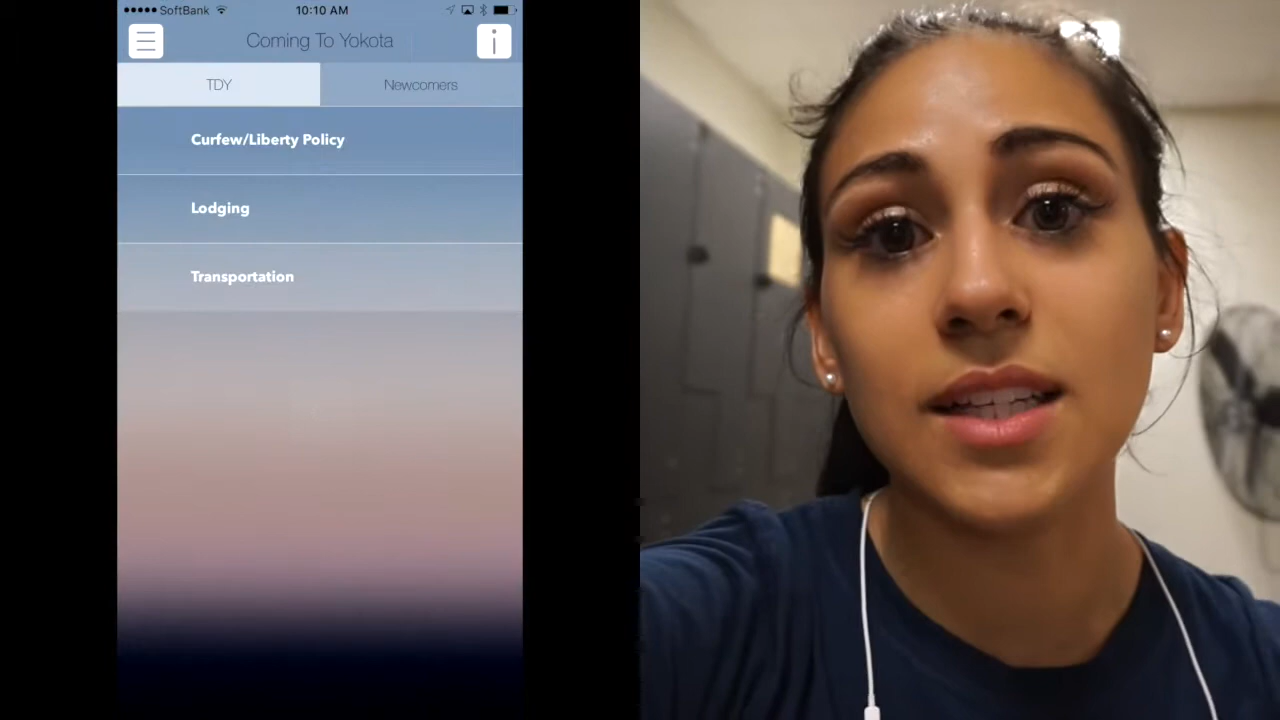 SoftBank 10:10 AM
Coming To Yokota
TDY Newcomers
Curfew/Liberty Policy
Lodging
Transportation